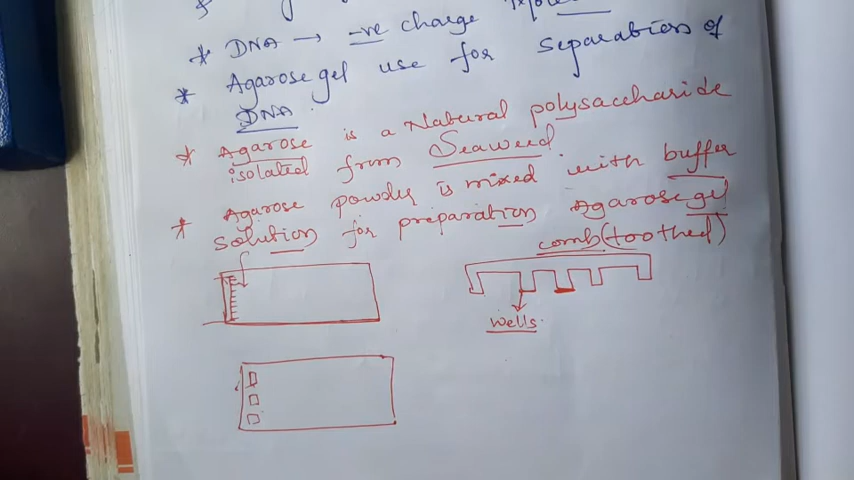 * DNA → -ve charge
* Agarose gel use for separation of
DNA
* Agarose is a Natural polysaccharide
isolated from Seaweed
* Agarose powder is mixed with buffer
solution for preparation Agarose gel
comb (toothed)
wells